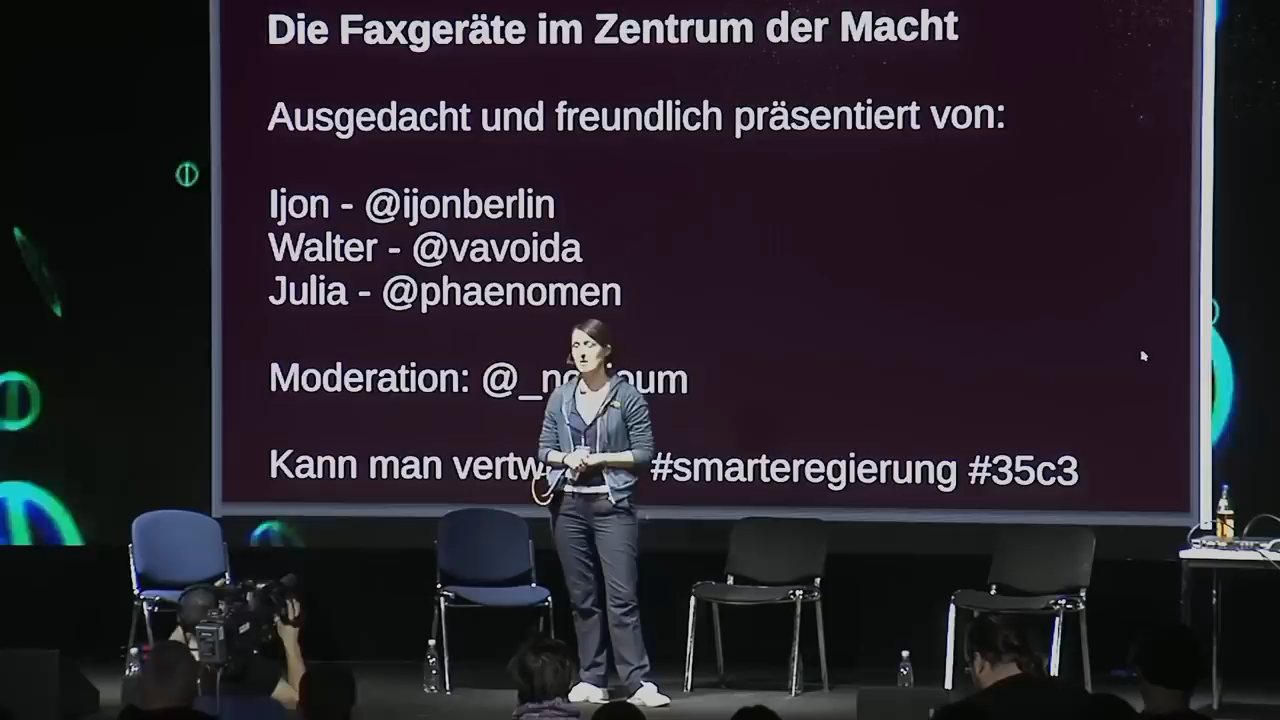 Die Faxgeräte im Zentrum der Macht
Ausgedacht und freundlich präsentiert von:
Ijon - @ijonberlin
Walter - @vavoida
Julia - @phaenomen
Moderation:
Kann man #smarteregierung #35c3